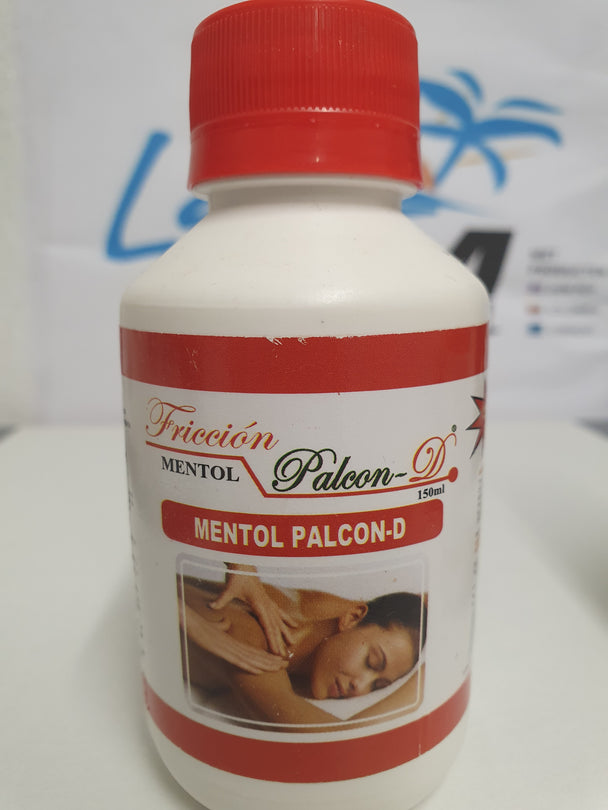 Fricción
MENTOL
Palcon-D®
150ml
MENTOL PALCON-D